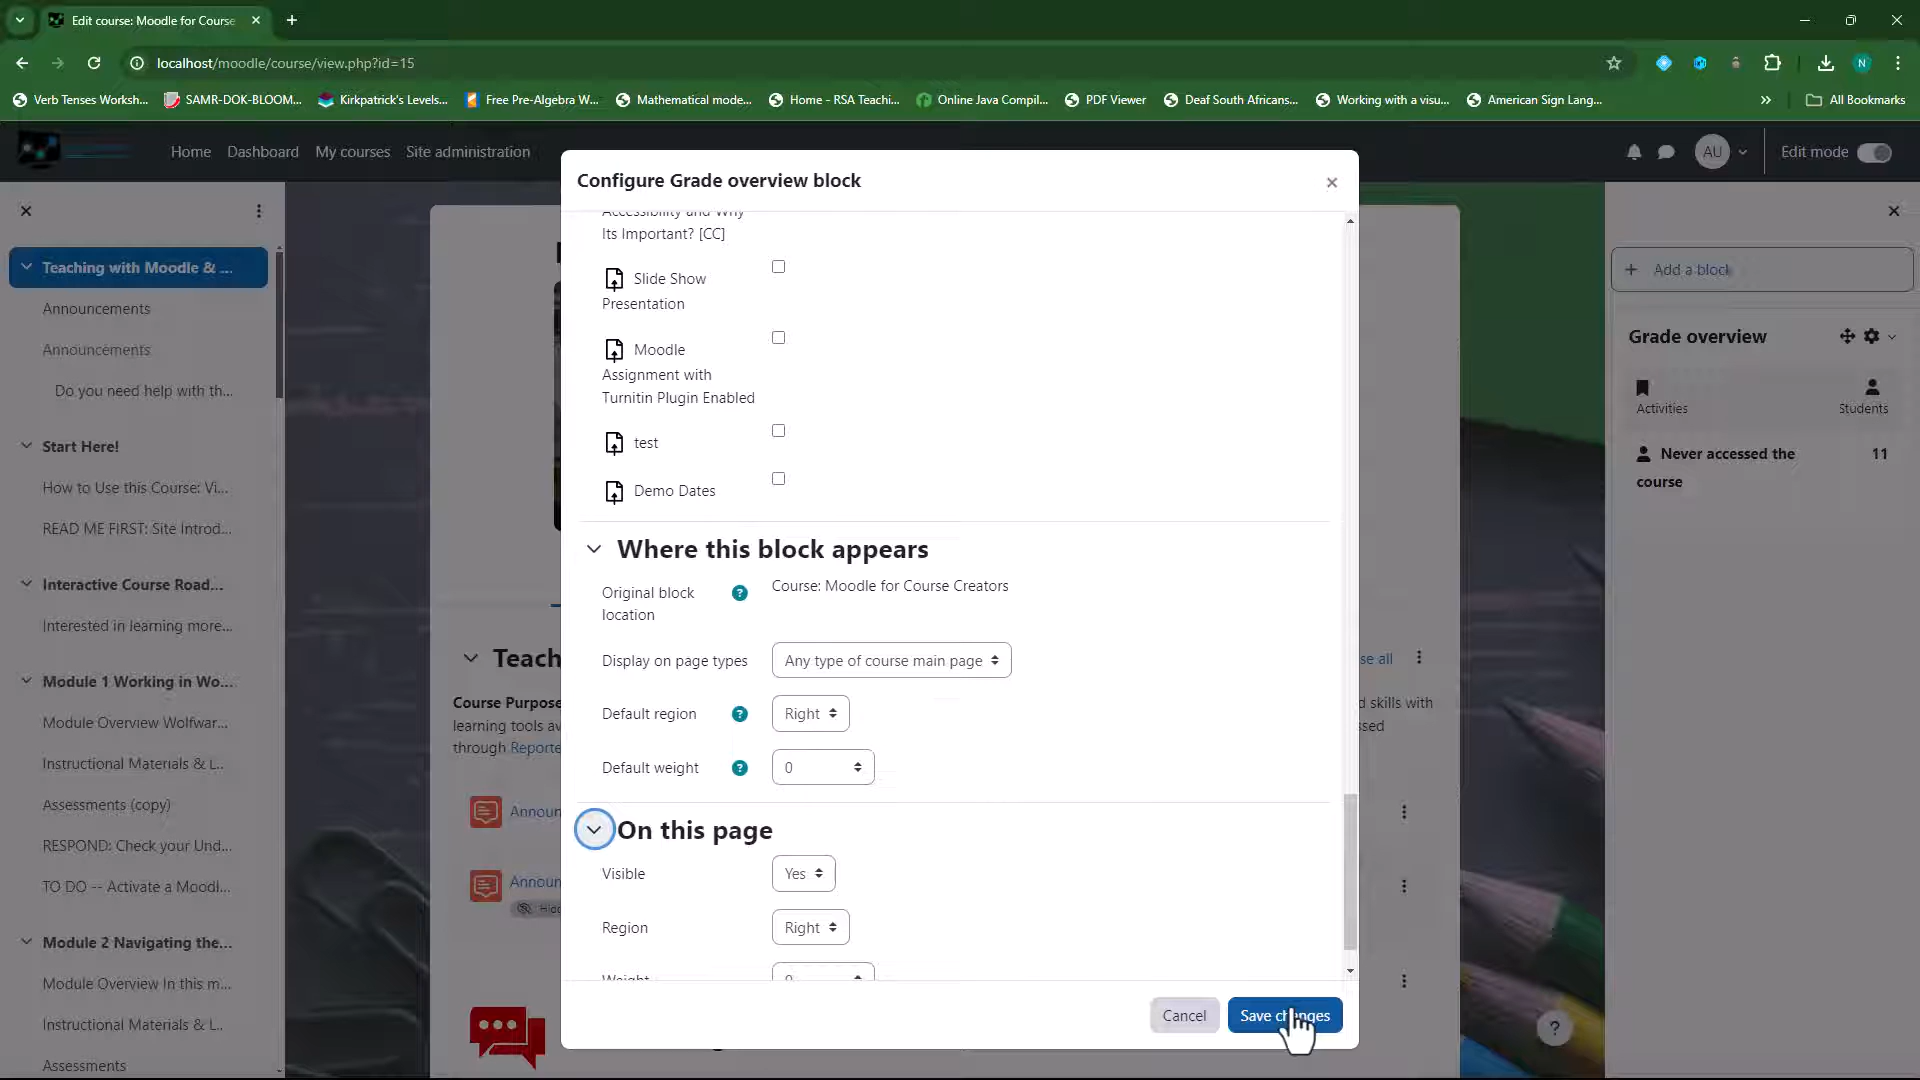 Edit course: Moodle for Course
localhost/moodle/course/view.php?id=15
Verb Tenses Worksh...
SAMR-DOK-BLOOM...
Kirkpatrick's Levels...
Free Pre-Algebra W...
Mathematical mode...
Home - RSA Teachi...
Online Java Compil...
PDF Viewer
Deaf South Africans...
Working with a visu...
American Sign Lang...
All Bookmarks
N
Home
Dashboard
My courses
Site administration
AU
Edit mode
Teaching with Moodle & ...
Announcements
Announcements
Do you need help with th...
Start Here!
How to Use this Course: Vi...
READ ME FIRST: Site Introd...
Interactive Course Road...
Interested in learning more...
Module 1 Working in Wo...
Module Overview Wolfwar...
Instructional Materials & L...
Assessments (copy)
RESPOND: Check your Und...
TO DO -- Activate a Moodl...
Module 2 Navigating the...
Module Overview In this m...
Instructional Materials & L...
Assessments
Teach
se all
Course Purpose
d skills with
learning tools av
ssed
through Reporte
Announ
Announ
Hidd
Configure Grade overview block
Accessibility and Why
Its Important? [CC]
Slide Show
Presentation
Moodle
Assignment with
Turnitin Plugin Enabled
test
Demo Dates
Where this block appears
Original block
location
Course: Moodle for Course Creators
Display on page types
Any type of course main page
Default region
Right
Default weight
0
On this page
Visible
Yes
Region
Right
Weight
0
Cancel
Save changes
Add a block
Grade overview
Activities
Students
Never accessed the
course
11
?